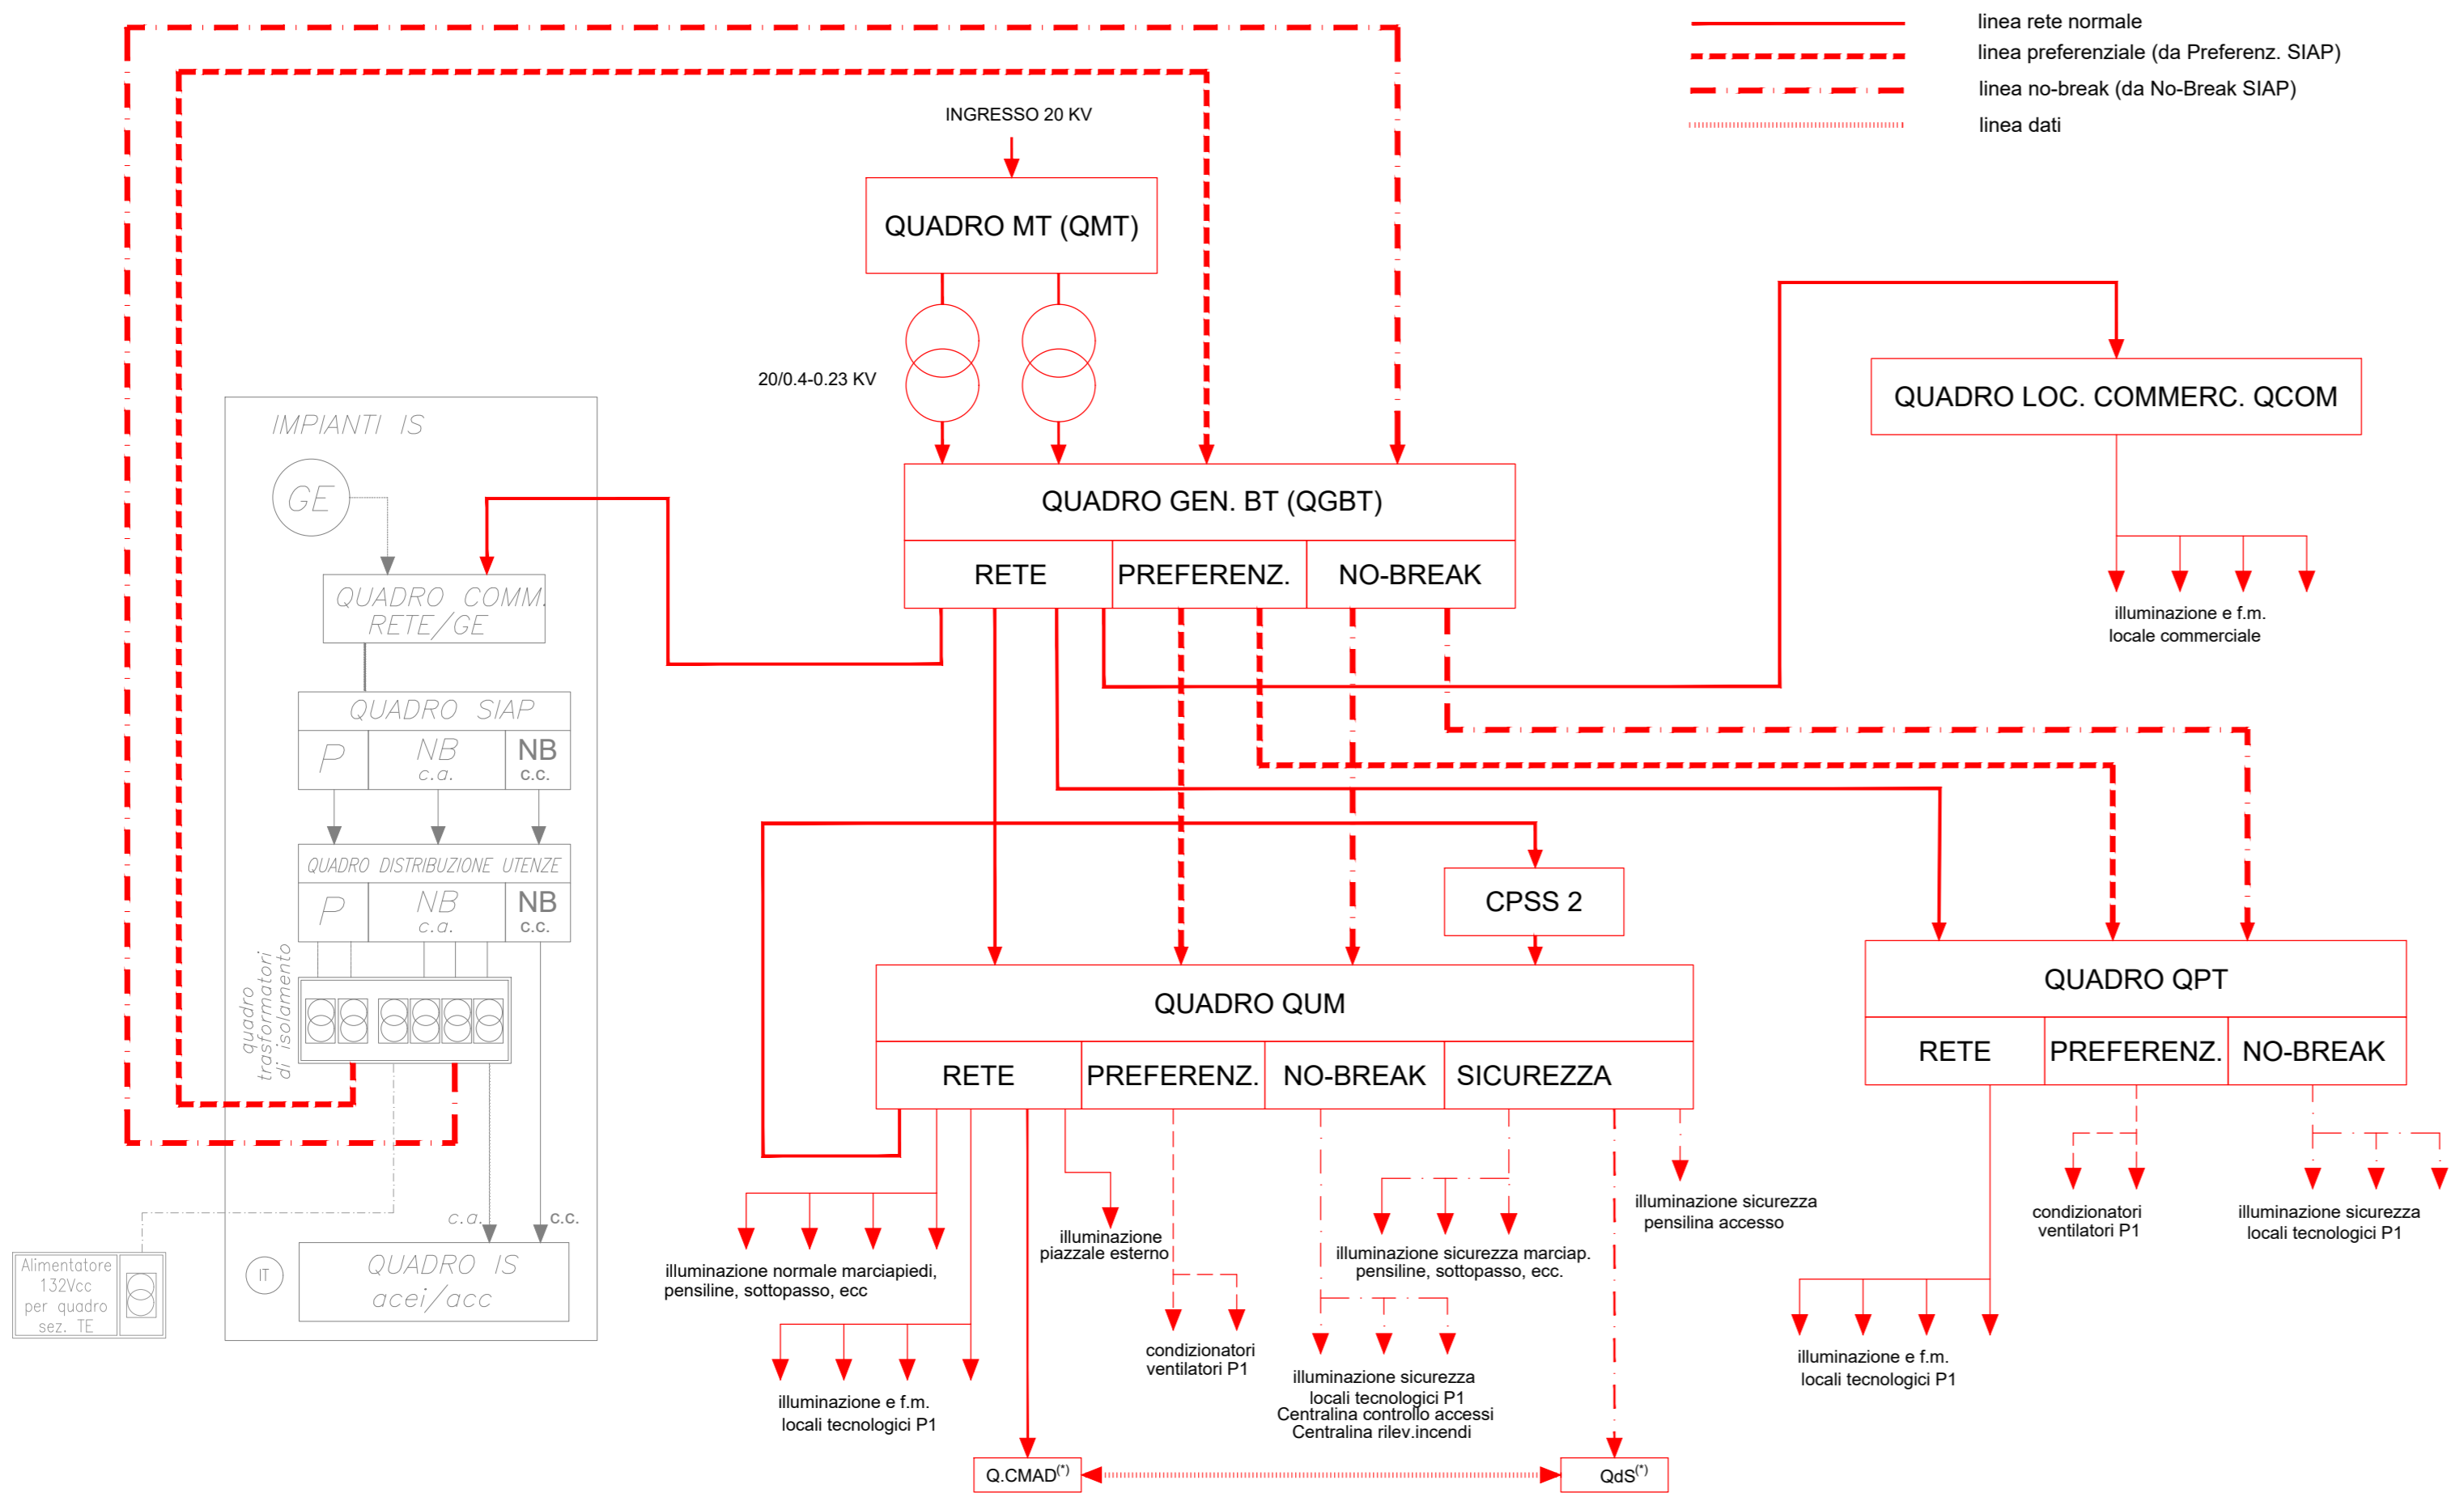 linea rete normale
linea preferenziale (da Preferenz. SIAP)
linea no-break (da No-Break SIAP)
linea dati
INGRESSO 20 KV
QUADRO MT (QMT)
20/0.4-0.23 KV
QUADRO LOC. COMMERC. QCOM
illuminazione e f.m.
locale commerciale
QUADRO GEN. BT (QGBT)
RETE
PREFERENZ.
NO-BREAK
IMPIANTI IS
GE
QUADRO COMM.
RETE/GE
QUADRO SIAP
P
NB
c.a.
NB
c.c.
QUADRO DISTRIBUZIONE UTENZE
P
NB
c.a.
NB
c.c.
quadro
trasformatori
di isolamento
c.a.
c.c.
IT
QUADRO IS
acei/acc
Alimentatore
132Vcc
per quadro
sez. TE
CPSS 2
QUADRO QUM
RETE
PREFERENZ.
NO-BREAK
SICUREZZA
illuminazione normale marciapiedi,
pensiline, sottopasso, ecc
illuminazione
piazzale esterno
illuminazione e f.m.
locali tecnologici P1
condizionatori
ventilatori P1
illuminazione sicurezza
locali tecnologici P1
Centralina controllo accessi
Centralina rilev.incendi
illuminazione sicurezza marciap.
pensiline, sottopasso, ecc.
illuminazione sicurezza
pensilina accesso
Q.CMAD(*)
QdS(*)
QUADRO QPT
RETE
PREFERENZ.
NO-BREAK
condizionatori
ventilatori P1
illuminazione sicurezza
locali tecnologici P1
illuminazione e f.m.
locali tecnologici P1